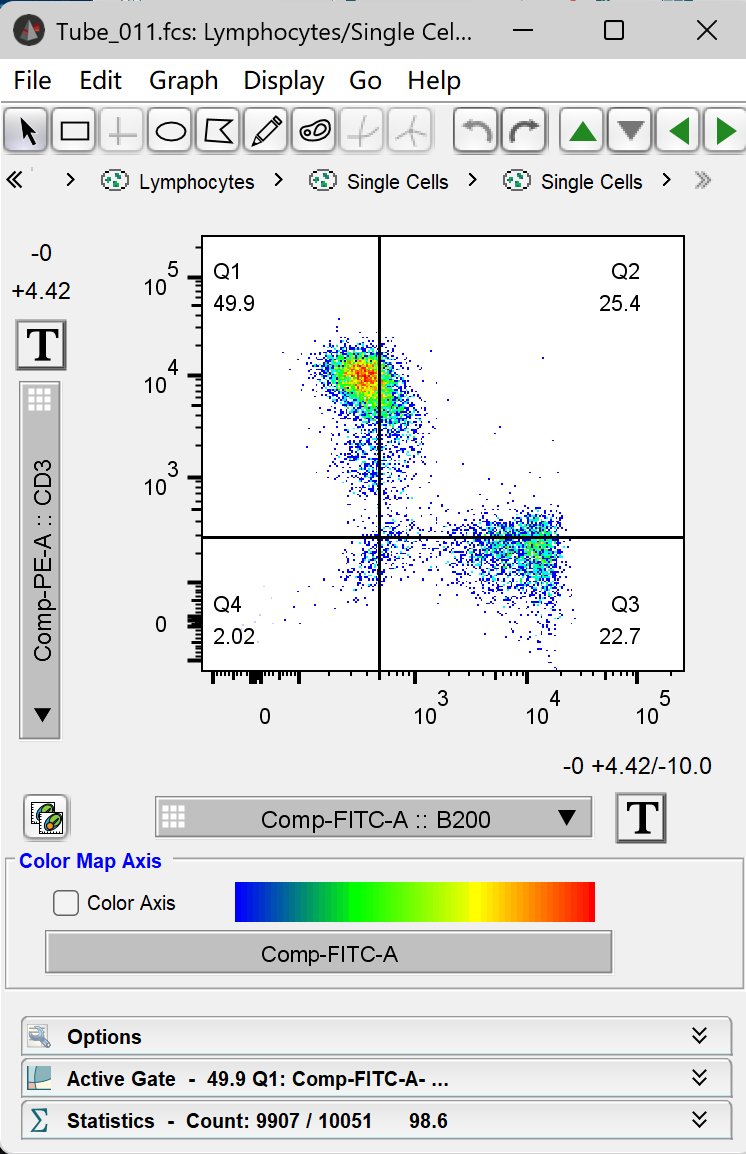 Tube_011.fcs: Lymphocytes/Single Cel...
File Edit Graph Display Go Help
Lymphocytes Single Cells Single Cells
-0
+4.42
T
Comp-PE-A :: CD3
10^5
10^4
10^3
0
Q1
49.9
Q2
25.4
Q4
2.02
Q3
22.7
0 10^3 10^4 10^5
-0 +4.42/-10.0
Comp-FITC-A :: B200
T
Color Map Axis
Color Axis
Comp-FITC-A
Options
Active Gate - 49.9 Q1: Comp-FITC-A- ...
Σ Statistics - Count: 9907 / 10051 98.6